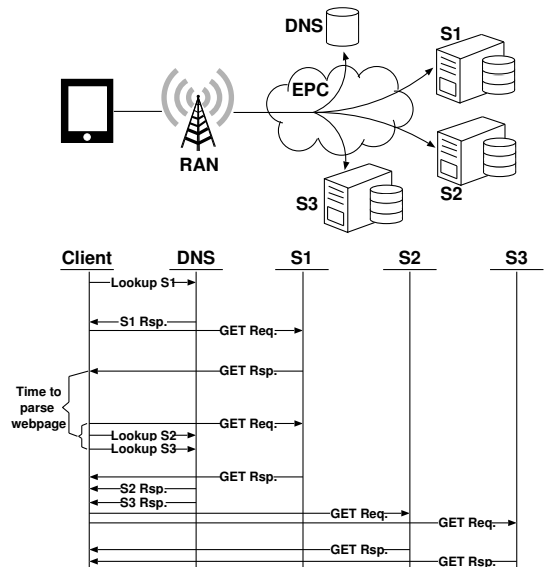 DNS
S1
EPC
RAN
S2
S3
Client DNS S1 S2 S3
Lookup S1
S1 Rsp.
GET Req.
GET Rsp.
Time to
parse
webpage
GET Req.
Lookup S2
Lookup S3
GET Rsp.
S2 Rsp.
S3 Rsp.
GET Req.
GET Req.
GET Rsp.
GET Rsp.